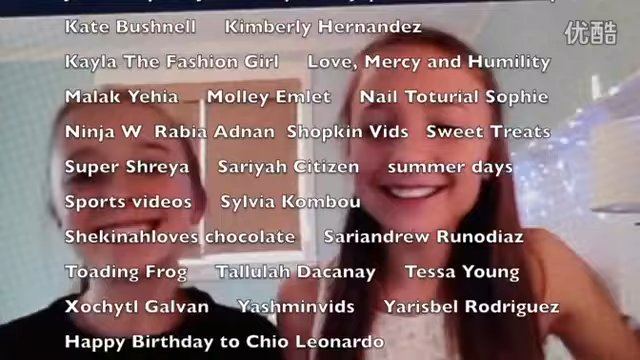 优酷
Kate Bushnell Kimberly Hernandez
Kayla The Fashion Girl Love, Mercy and Humility
Malak Yehia Molley Emlet Nail Toturial Sophie
Ninja W Rabia Adnan Shopkin Vids Sweet Treats
Super Shreya Sariyah Citizen summer days
Sports videos Sylvia Kombou
Shekinahloves chocolate Sariandrew Runodiaz
Toading Frog Tallulah Dacanay Tessa Young
Xochytl Galvan Yashminvids Yarisbel Rodriguez
Happy Birthday to Chio Leonardo